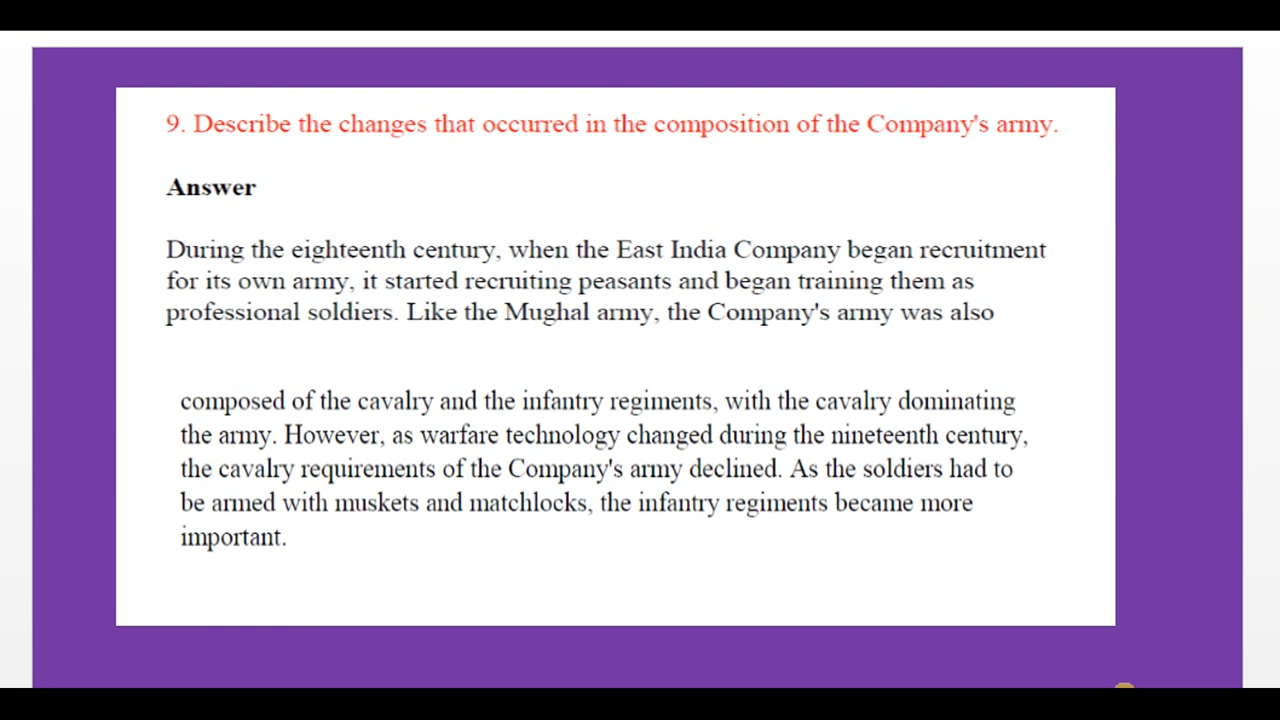 9. Describe the changes that occurred in the composition of the Company's army.
Answer
During the eighteenth century, when the East India Company began recruitment
for its own army, it started recruiting peasants and began training them as
professional soldiers. Like the Mughal army, the Company's army was also
composed of the cavalry and the infantry regiments, with the cavalry dominating
the army. However, as warfare technology changed during the nineteenth century,
the cavalry requirements of the Company's army declined. As the soldiers had to
be armed with muskets and matchlocks, the infantry regiments became more
important.